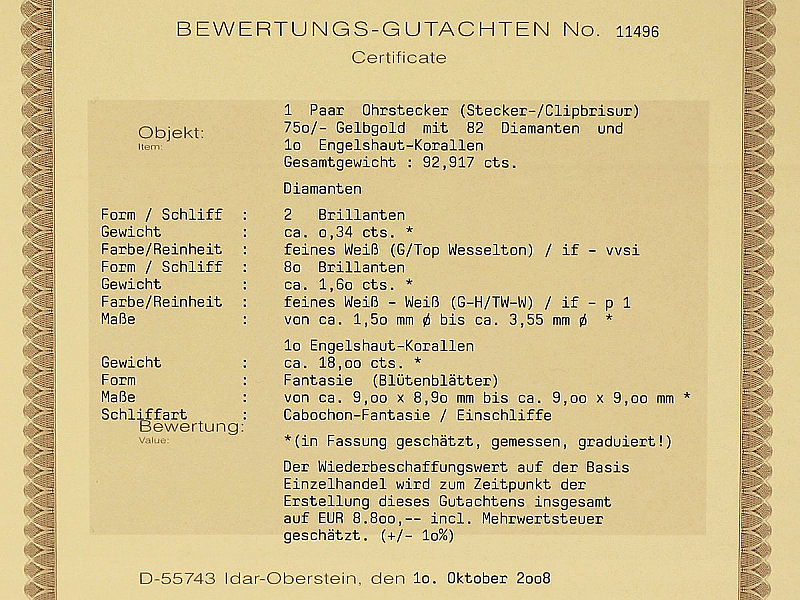 BEWERTUNGS-GUTACHTEN No. 11496
Certificate
Objekt:
Item:
1 Paar Ohrstecker (Stecker-/Clipbrisur)
75o/- Gelbgold mit 82 Diamanten und
1o Engelshaut-Korallen
Gesamtgewicht : 92,917 cts.
Diamanten
Form / Schliff : 2 Brillanten
Gewicht : ca. o,34 cts. *
Farbe/Reinheit : feines Weiß (G/Top Wesselton) / if - vvsi
Form / Schliff : 8o Brillanten
Gewicht : ca. 1,6o cts. *
Farbe/Reinheit : feines Weiß - Weiß (G-H/TW-W) / if - p 1
Maße : von ca. 1,5o mm ø bis ca. 3,55 mm ø *
1o Engelshaut-Korallen
Gewicht : ca. 18,oo cts. *
Form : Fantasie (Blütenblätter)
Maße : von ca. 9,oo x 8,9o mm bis ca. 9,oo x 9,oo mm *
Schliffart : Cabochon-Fantasie / Einschliffe
Bewertung:
Value:
*(in Fassung geschätzt, gemessen, graduiert!)
Der Wiederbeschaffungswert auf der Basis
Einzelhandel wird zum Zeitpunkt der
Erstellung dieses Gutachtens insgesamt
auf EUR 8.8oo,-- incl. Mehrwertsteuer
geschätzt. (+/- 1o%)
D-55743 Idar-Oberstein, den 1o. Oktober 2oo8